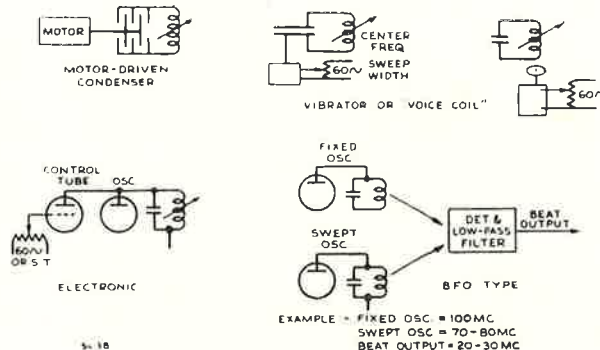 MOTOR
MOTOR-DRIVEN
CONDENSER
CENTER
FREQ
60~
SWEEP
WIDTH
VIBRATOR OR "VOICE COIL"
60~
CONTROL
TUBE
OSC
60~
OR S T
ELECTRONIC
FIXED
OSC
SWEPT
OSC
DET &
LOW-PASS
FILTER
BEAT
OUTPUT
BFO TYPE
EXAMPLE - FIXED OSC = 100MC
SWEPT OSC = 70-80MC
BEAT OUTPUT = 20-30MC